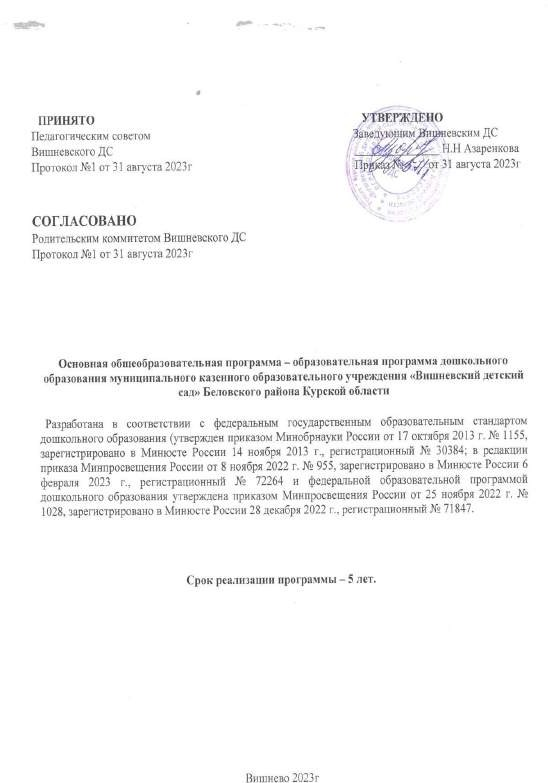 ПРИНЯТО
Педагогическим советом
Вишневского ДС
Протокол №1 от 31 августа 2023г
УТВЕРЖДЕНО
Заведующим Вишневским ДС
Н.Н Азаренкова
Приказ № от 31 августа 2023г
СОГЛАСОВАНО
Родительским коммитетом Вишневского ДС
Протокол №1 от 31 августа 2023г
Основная общеобразовательная программа – образовательная программа дошкольного
образования муниципального казенного образовательного учреждения «Вишневский детский
сад» Беловского района Курской области
Разработана в соответствии с федеральным государственным образовательным стандартом
дошкольного образования (утвержден приказом Минобрнауки России от 17 октября 2013 г. № 1155,
зарегистрировано в Минюсте России 14 ноября 2013 г., регистрационный № 30384; в редакции
приказа Минпросвещения России от 8 ноября 2022 г. № 955, зарегистрировано в Минюсте России 6
февраля 2023 г., регистрационный № 72264 и федеральной образовательной программой
дошкольного образования утверждена приказом Минпросвещения России от 25 ноября 2022 г. №
1028, зарегистрировано в Минюсте России 28 декабря 2022 г., регистрационный № 71847.
Срок реализации программы – 5 лет.
Вишнево 2023г